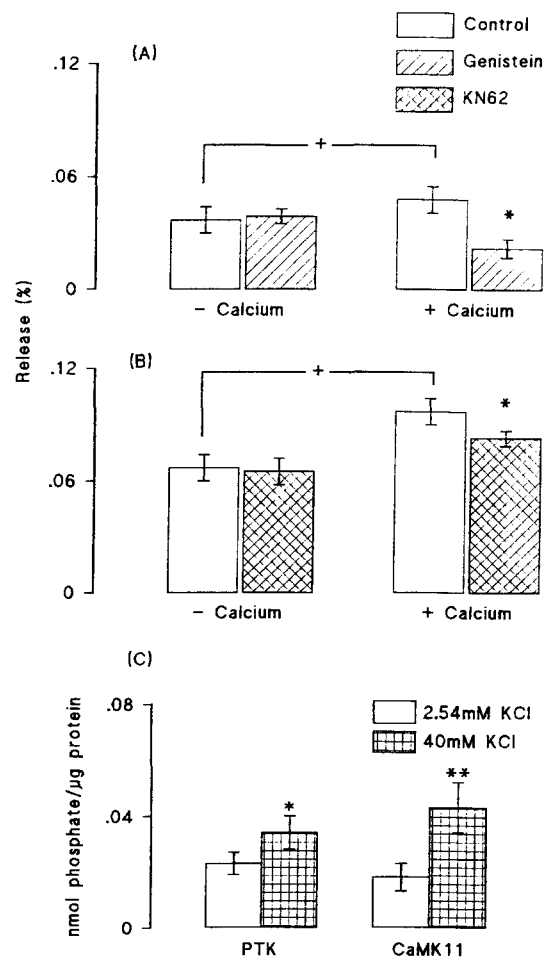 Control
Genistein
KN62
(A)
.12
.06
0
+
*
- Calcium
+ Calcium
Release (%)
(B)
.12
.06
0
+
*
- Calcium
+ Calcium
(C)
.08
.04
0
nmol phosphate/µg protein
2.54mM KCl
40mM KCl
*
**
PTK
CaMK11